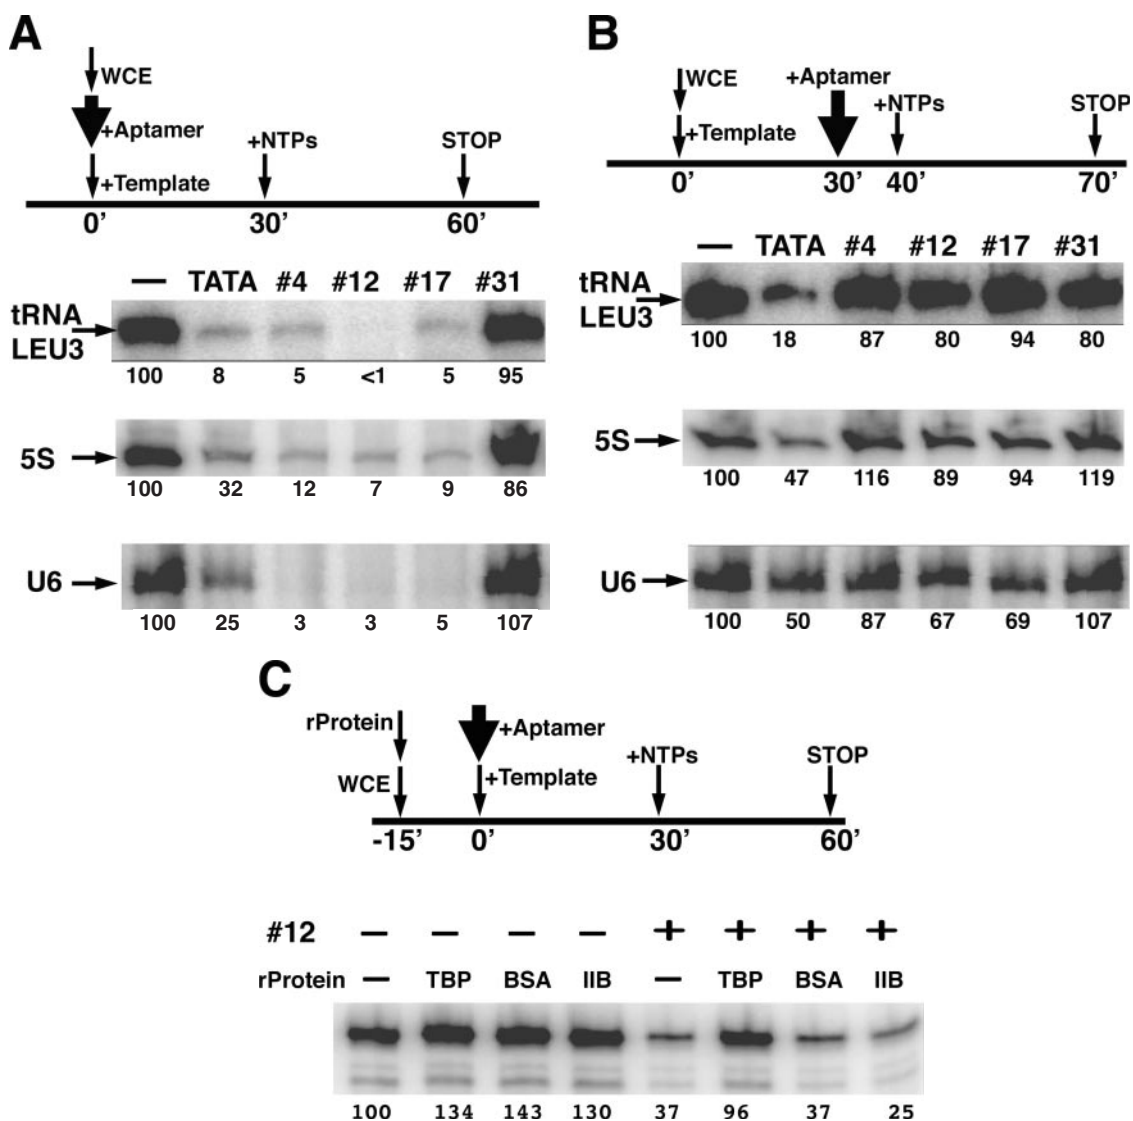 A
WCE
+Aptamer
+Template
+NTPs
STOP
0’ 30’ 60’
— TATA #4 #12 #17 #31
tRNA
LEU3
100 8 5 <1 5 95
5S
100 32 12 7 9 86
U6
100 25 3 3 5 107
B
WCE
+Template
+Aptamer
+NTPs
STOP
0’ 30’ 40’ 70’
— TATA #4 #12 #17 #31
tRNA
LEU3
100 18 87 80 94 80
5S
100 47 116 89 94 119
U6
100 50 87 67 69 107
C
rProtein
WCE
+Aptamer
+Template
+NTPs
STOP
-15’ 0’ 30’ 60’
#12 — — — — + + + +
rProtein — TBP BSA IIB — TBP BSA IIB
100 134 143 130 37 96 37 25